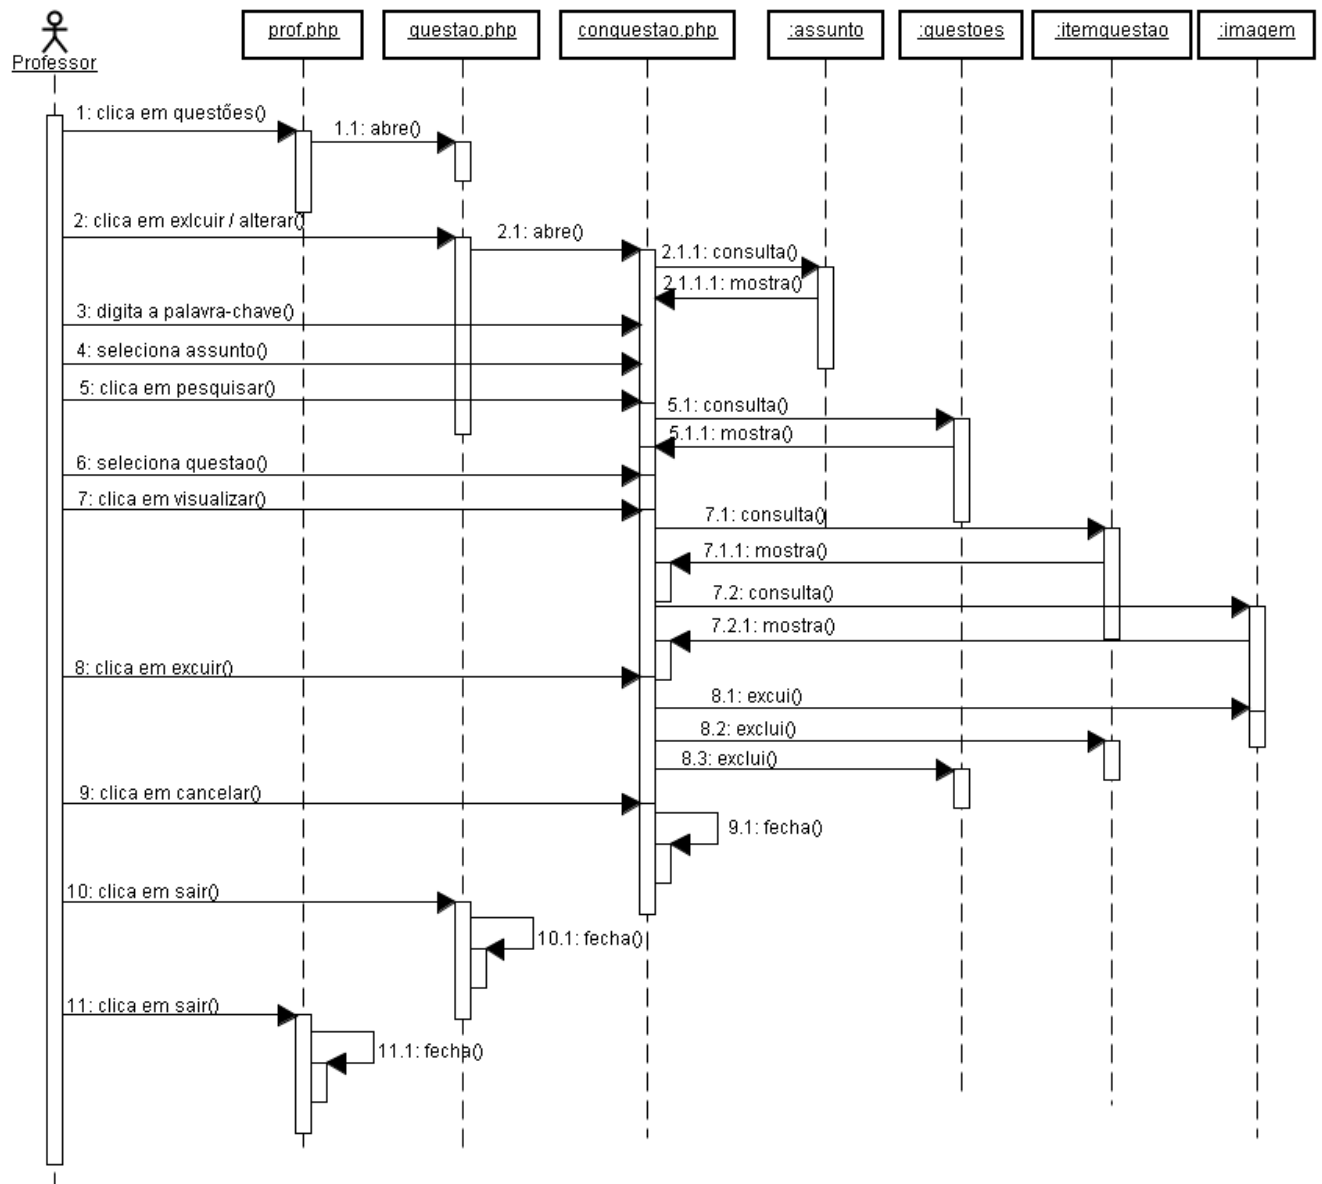 prof.php
questao.php
conquestao.php
:assunto
:questoes
:itemquestao
:imagem
Professor
1: clica em questões()
1.1: abre()
2: clica em exlcuir / alterar()
2.1: abre()
2.1.1: consulta()
2.1.1.1: mostra()
3: digita a palavra-chave()
4: seleciona assunto()
5: clica em pesquisar()
5.1: consulta()
5.1.1: mostra()
6: seleciona questao()
7: clica em visualizar()
7.1: consulta()
7.1.1: mostra()
7.2: consulta()
7.2.1: mostra()
8: clica em excuir()
8.1: excui()
8.2: exclui()
8.3: exclui()
9: clica em cancelar()
9.1: fecha()
10: clica em sair()
10.1: fecha()
11: clica em sair()
11.1: fecha()